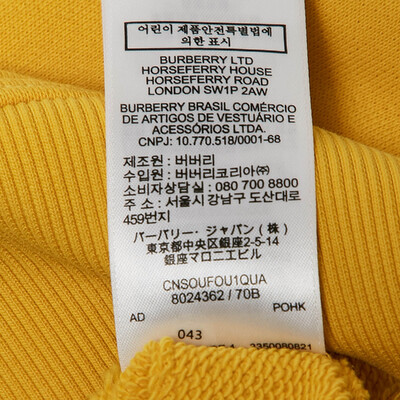 어린이 제품안전특별법에
의한 표시
BURBERRY LTD
HORSEFERRY HOUSE
HORSEFERRY ROAD
LONDON SW1P 2AW
BURBERRY BRASIL COMÉRCIO
DE ARTIGOS DE VESTUÁRIO E
ACESSÓRIOS LTDA.
CNPJ: 10.770.518/0001-68
제조원 : 버버리
수입원 : 버버리코리아㈜
소비자상담실 : 080 700 8800
주 소 : 서울시 강남구 도산대로
459번지
バーバリー・ジャパン (株)
東京都中央区銀座2-5-14
銀座マロニエビル
CNSOUFOU1QUA
8024362 / 70B
AD POHK
043
3350080821